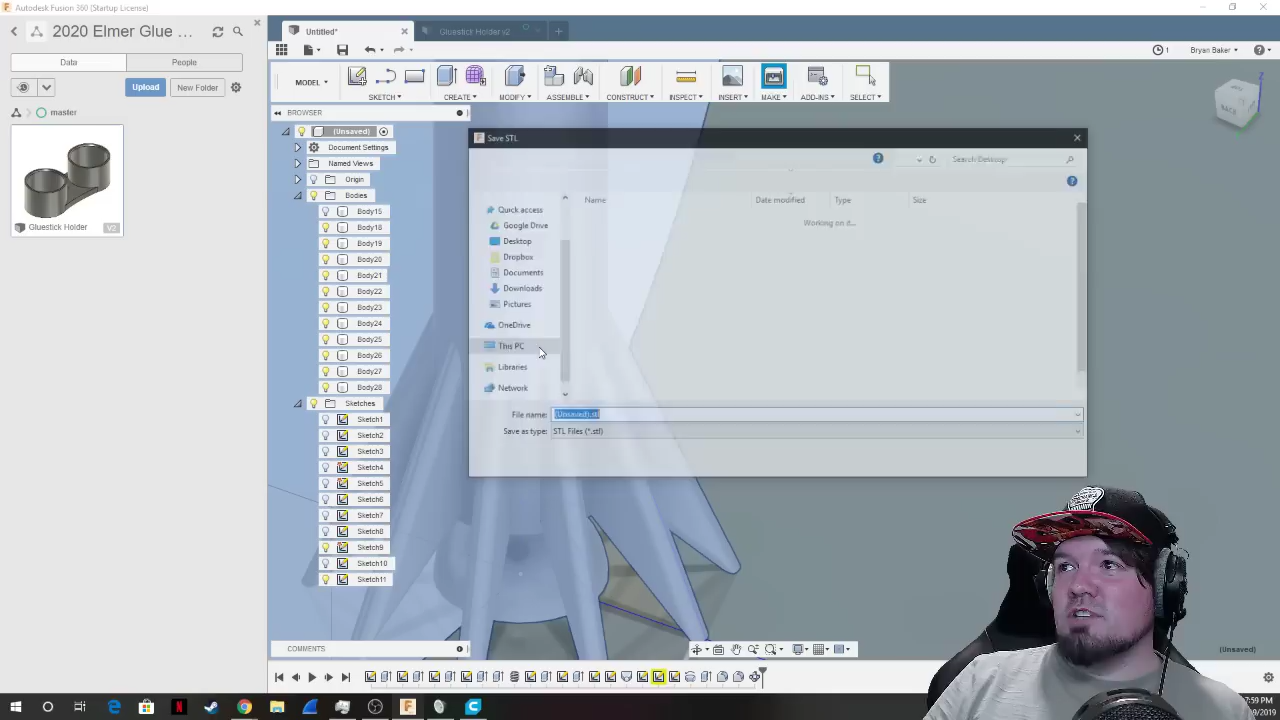 Autodesk Fusion 360 (Startup License)
2020 Elmer Glue ...
Data
People
Upload
New Folder
master
Gluestick Holder
V2
Untitled*
Gluestick Holder v2
1
Bryan Baker
MODEL
SKETCH
CREATE
MODIFY
ASSEMBLE
CONSTRUCT
INSPECT
INSERT
MAKE
ADD-INS
SELECT
BROWSER
(Unsaved)
Document Settings
Named Views
Origin
Bodies
Body15
Body18
Body19
Body20
Body21
Body22
Body23
Body24
Body25
Body26
Body27
Body28
Sketches
Sketch1
Sketch2
Sketch3
Sketch4
Sketch5
Sketch6
Sketch7
Sketch8
Sketch9
Sketch10
Sketch11
COMMENTS
Save STL
Search Desktop
Name
Date modified
Type
Size
Working on it...
Quick access
Google Drive
Desktop
Dropbox
Documents
Downloads
Pictures
OneDrive
This PC
Libraries
Network
File name:
(Unsaved).stl
Save as type:
STL Files (*.stl)
Z
BACK
(Unsaved)